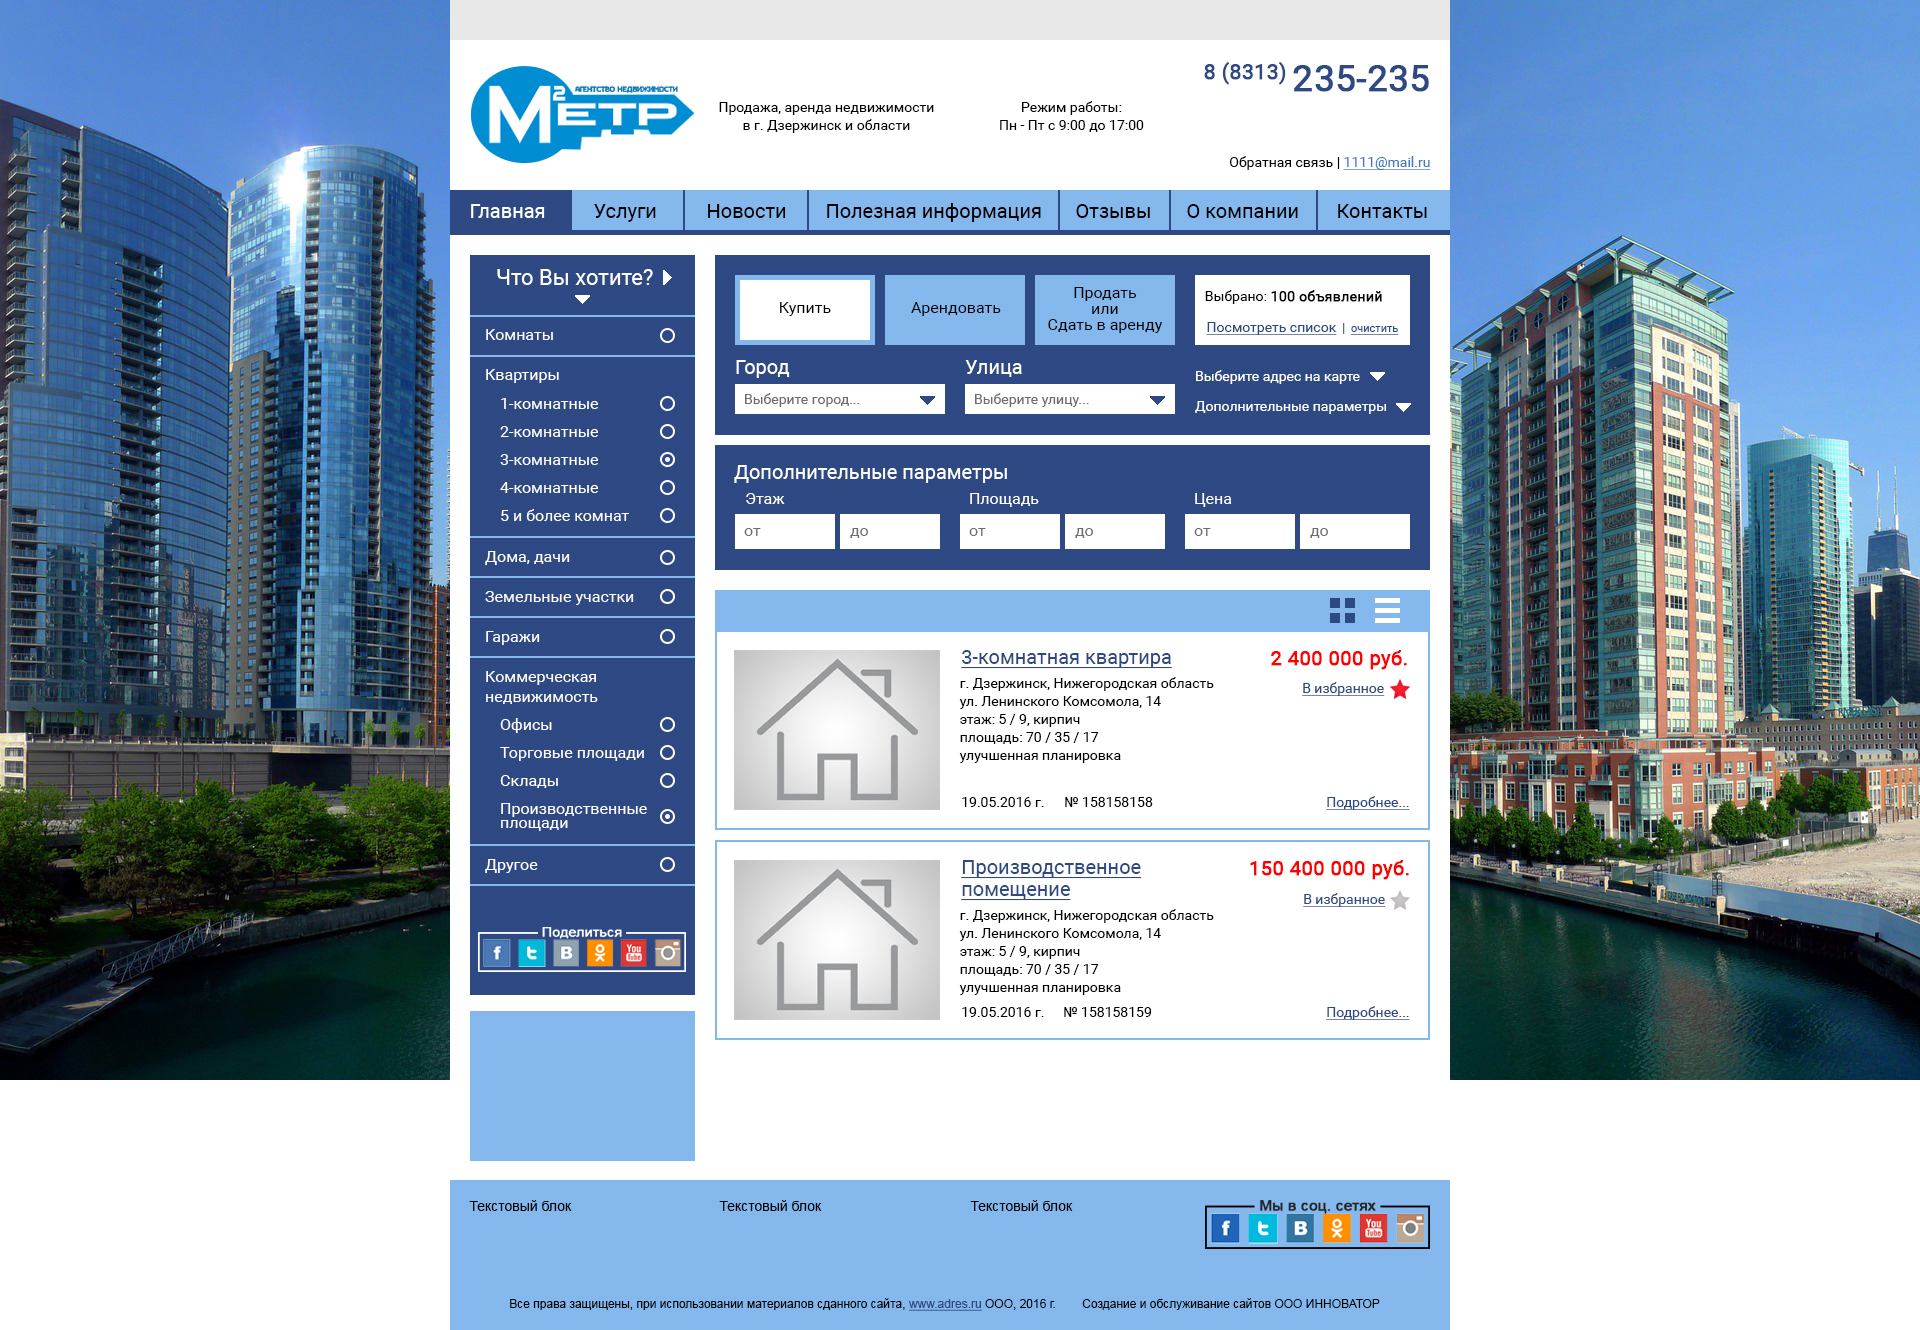 М²ЕТР АГЕНТСТВО НЕДВИЖИМОСТИ
Продажа, аренда недвижимости
в г. Дзержинск и области
Режим работы:
Пн - Пт с 9:00 до 17:00
8 (8313) 235-235
Обратная связь | 1111@mail.ru
Главная Услуги Новости Полезная информация Отзывы О компании Контакты
Что Вы хотите?
Комнаты
Квартиры
1-комнатные
2-комнатные
3-комнатные
4-комнатные
5 и более комнат
Дома, дачи
Земельные участки
Гаражи
Коммерческая
недвижимость
Офисы
Торговые площади
Склады
Производственные
площади
Другое
Поделиться
f t B You Tube
Купить
Арендовать
Продать
или
Сдать в аренду
Выбрано: 100 объявлений
Посмотреть список | очистить
Город
Выберите город...
Улица
Выберите улицу...
Выберите адрес на карте
Дополнительные параметры
Дополнительные параметры
Этаж Площадь Цена
от до от до от до
3-комнатная квартира
2 400 000 руб.
В избранное
г. Дзержинск, Нижегородская область
ул. Ленинского Комсомола, 14
этаж: 5 / 9, кирпич
площадь: 70 / 35 / 17
улучшенная планировка
19.05.2016 г. № 158158158
Подробнее...
Производственное
помещение
150 400 000 руб.
В избранное
г. Дзержинск, Нижегородская область
ул. Ленинского Комсомола, 14
этаж: 5 / 9, кирпич
площадь: 70 / 35 / 17
улучшенная планировка
19.05.2016 г. № 158158159
Подробнее...
Текстовый блок Текстовый блок Текстовый блок
Мы в соц. сетях
f t B You Tube
Все права защищены, при использовании материалов сданного сайта, www.adres.ru ООО, 2016 г. Создание и обслуживание сайтов ООО ИННОВАТОР